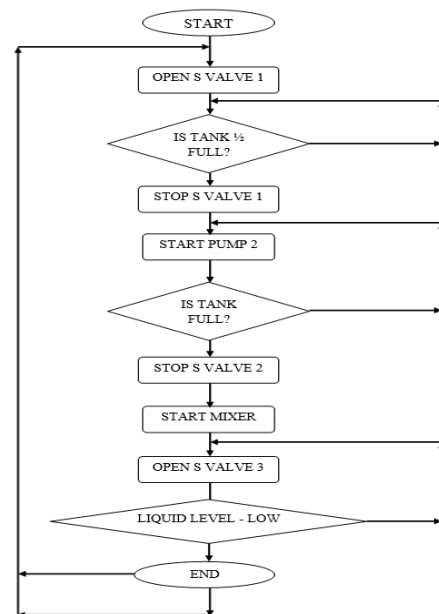 START
OPEN S VALVE 1
IS TANK ½
FULL?
STOP S VALVE 1
START PUMP 2
IS TANK
FULL?
STOP S VALVE 2
START MIXER
OPEN S VALVE 3
LIQUID LEVEL - LOW
END